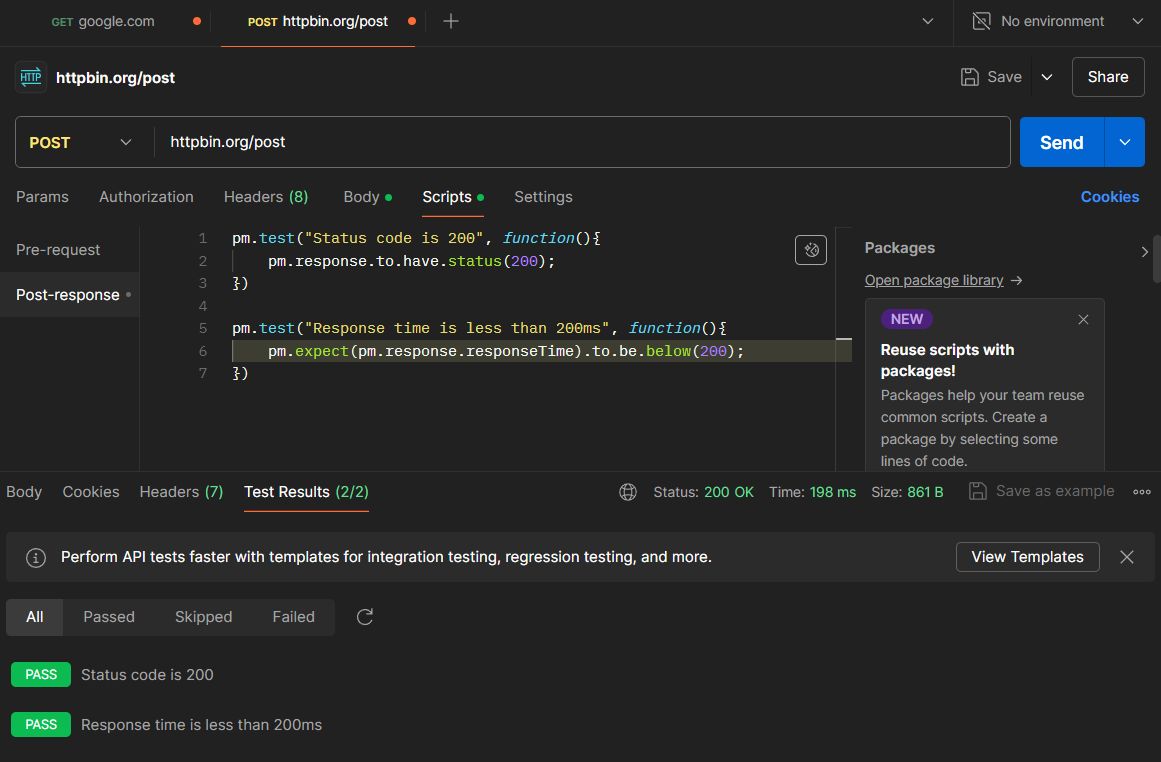 GET google.com
POST httpbin.org/post
No environment
HTTP httpbin.org/post
Save
Share
POST
httpbin.org/post
Send
Params Authorization Headers (8) Body Scripts Settings Cookies
Pre-request
Post-response
1 pm.test("Status code is 200", function(){
2 pm.response.to.have.status(200);
3 })
4
5 pm.test("Response time is less than 200ms", function(){
6 pm.expect(pm.response.responseTime).to.be.below(200);
7 })
Packages
Open package library →
NEW
Reuse scripts with
packages!
Packages help your team reuse
common scripts. Create a
package by selecting some
lines of code.
Body Cookies Headers (7) Test Results (2/2) Status: 200 OK Time: 198 ms Size: 861 B Save as example
Perform API tests faster with templates for integration testing, regression testing, and more. View Templates
All Passed Skipped Failed
PASS Status code is 200
PASS Response time is less than 200ms